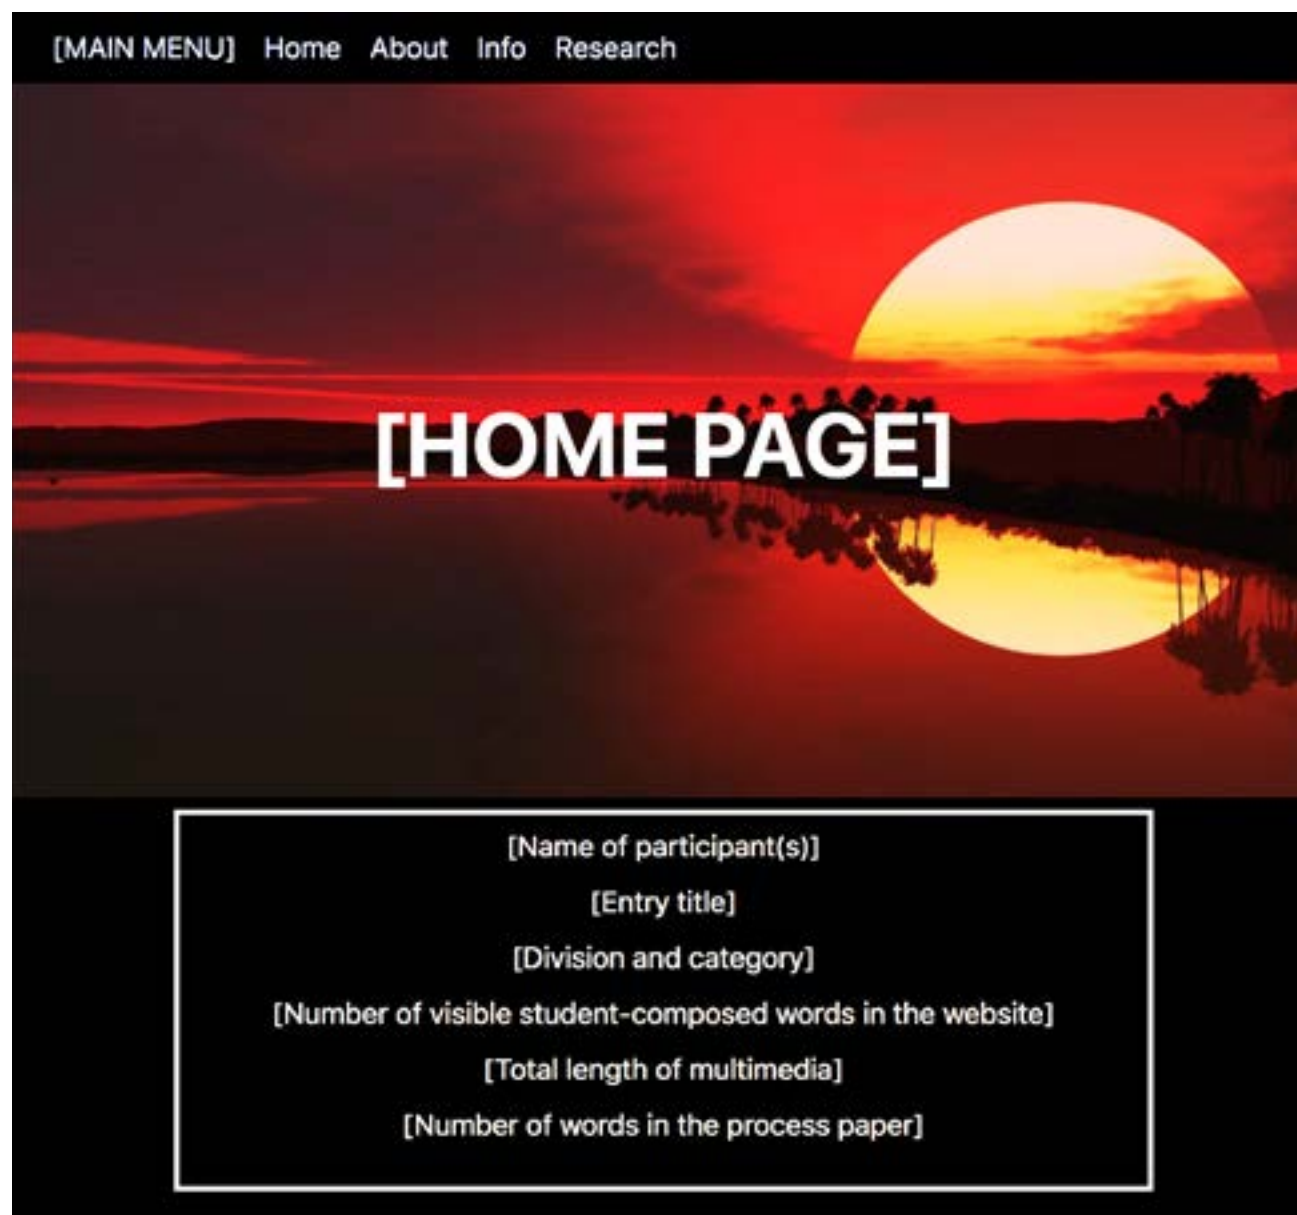 [MAIN MENU] Home About Info Research
[HOME PAGE]
[Name of participant(s)]
[Entry title]
[Division and category]
[Number of visible student-composed words in the website]
[Total length of multimedia]
[Number of words in the process paper]